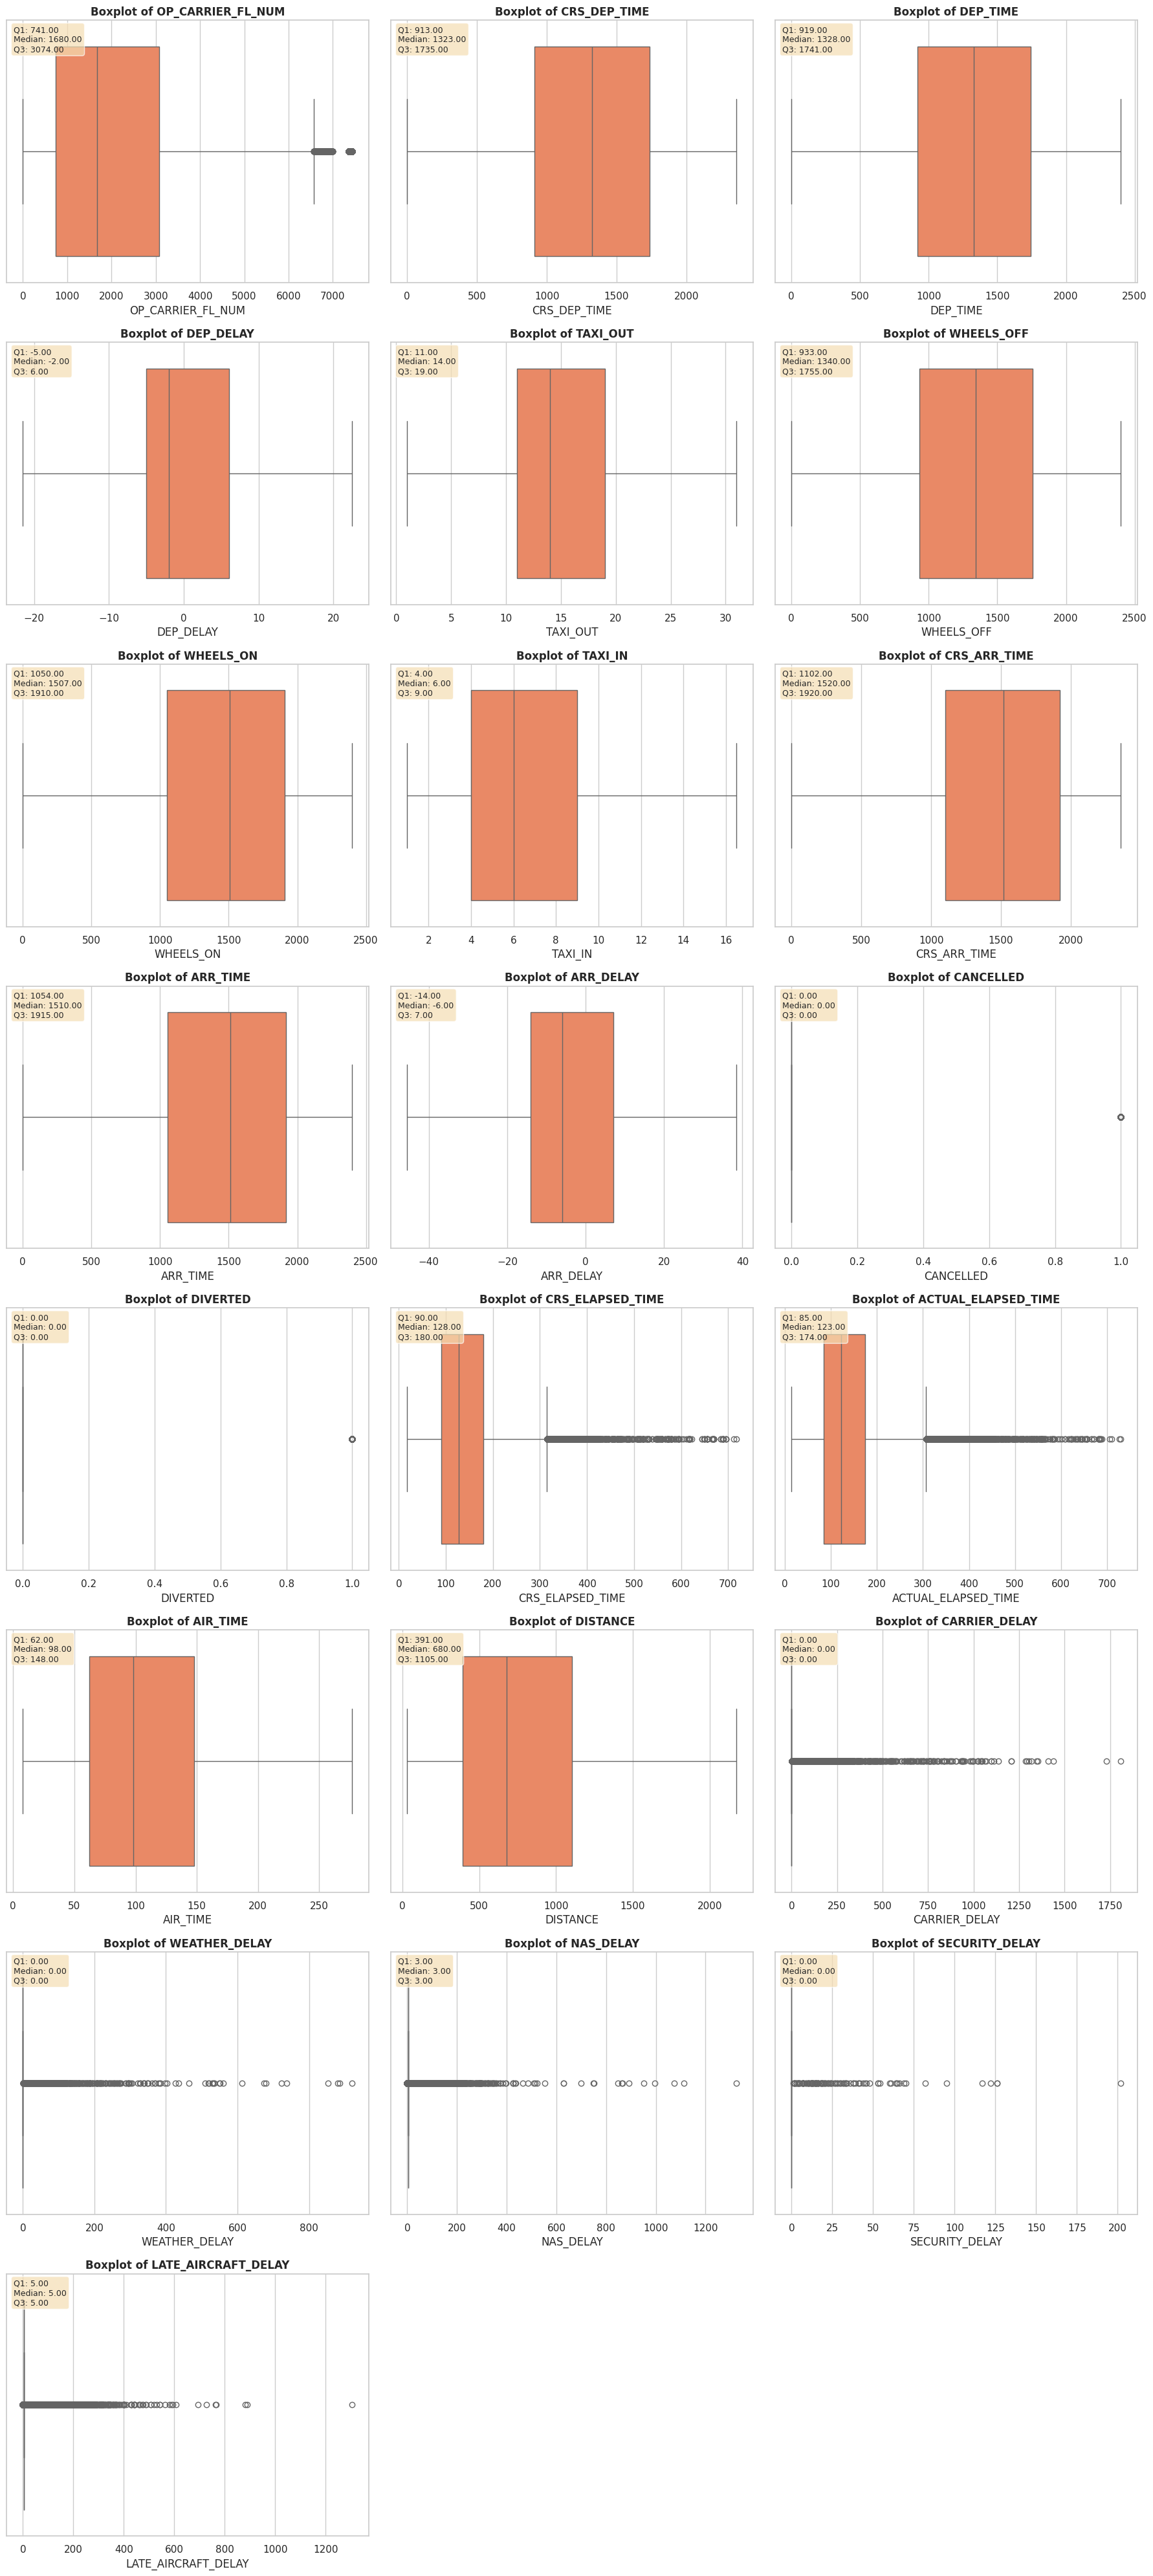 Boxplot of OP_CARRIER_FL_NUM
Q1: 741.00
Median: 1680.00
Q3: 3074.00
0 1000 2000 3000 4000 5000 6000 7000
OP_CARRIER_FL_NUM
Boxplot of CRS_DEP_TIME
Q1: 913.00
Median: 1323.00
Q3: 1735.00
0 500 1000 1500 2000
CRS_DEP_TIME
Boxplot of DEP_TIME
Q1: 919.00
Median: 1328.00
Q3: 1741.00
0 500 1000 1500 2000 2500
DEP_TIME
Boxplot of DEP_DELAY
Q1: -5.00
Median: -2.00
Q3: 6.00
−20 −10 0 10 20
DEP_DELAY
Boxplot of TAXI_OUT
Q1: 11.00
Median: 14.00
Q3: 19.00
0 5 10 15 20 25 30
TAXI_OUT
Boxplot of WHEELS_OFF
Q1: 933.00
Median: 1340.00
Q3: 1755.00
0 500 1000 1500 2000 2500
WHEELS_OFF
Boxplot of WHEELS_ON
Q1: 1050.00
Median: 1507.00
Q3: 1910.00
0 500 1000 1500 2000 2500
WHEELS_ON
Boxplot of TAXI_IN
Q1: 4.00
Median: 6.00
Q3: 9.00
2 4 6 8 10 12 14 16
TAXI_IN
Boxplot of CRS_ARR_TIME
Q1: 1102.00
Median: 1520.00
Q3: 1920.00
0 500 1000 1500 2000
CRS_ARR_TIME
Boxplot of ARR_TIME
Q1: 1054.00
Median: 1510.00
Q3: 1915.00
0 500 1000 1500 2000 2500
ARR_TIME
Boxplot of ARR_DELAY
Q1: -14.00
Median: -6.00
Q3: 7.00
−40 −20 0 20 40
ARR_DELAY
Boxplot of CANCELLED
Q1: 0.00
Median: 0.00
Q3: 0.00
0.0 0.2 0.4 0.6 0.8 1.0
CANCELLED
Boxplot of DIVERTED
Q1: 0.00
Median: 0.00
Q3: 0.00
0.0 0.2 0.4 0.6 0.8 1.0
DIVERTED
Boxplot of CRS_ELAPSED_TIME
Q1: 90.00
Median: 128.00
Q3: 180.00
0 100 200 300 400 500 600 700
CRS_ELAPSED_TIME
Boxplot of ACTUAL_ELAPSED_TIME
Q1: 85.00
Median: 123.00
Q3: 174.00
0 100 200 300 400 500 600 700
ACTUAL_ELAPSED_TIME
Boxplot of AIR_TIME
Q1: 62.00
Median: 98.00
Q3: 148.00
0 50 100 150 200 250
AIR_TIME
Boxplot of DISTANCE
Q1: 391.00
Median: 680.00
Q3: 1105.00
0 500 1000 1500 2000
DISTANCE
Boxplot of CARRIER_DELAY
Q1: 0.00
Median: 0.00
Q3: 0.00
0 250 500 750 1000 1250 1500 1750
CARRIER_DELAY
Boxplot of WEATHER_DELAY
Q1: 0.00
Median: 0.00
Q3: 0.00
0 200 400 600 800
WEATHER_DELAY
Boxplot of NAS_DELAY
Q1: 3.00
Median: 3.00
Q3: 3.00
0 200 400 600 800 1000 1200
NAS_DELAY
Boxplot of SECURITY_DELAY
Q1: 0.00
Median: 0.00
Q3: 0.00
0 25 50 75 100 125 150 175 200
SECURITY_DELAY
Boxplot of LATE_AIRCRAFT_DELAY
Q1: 5.00
Median: 5.00
Q3: 5.00
0 200 400 600 800 1000 1200
LATE_AIRCRAFT_DELAY